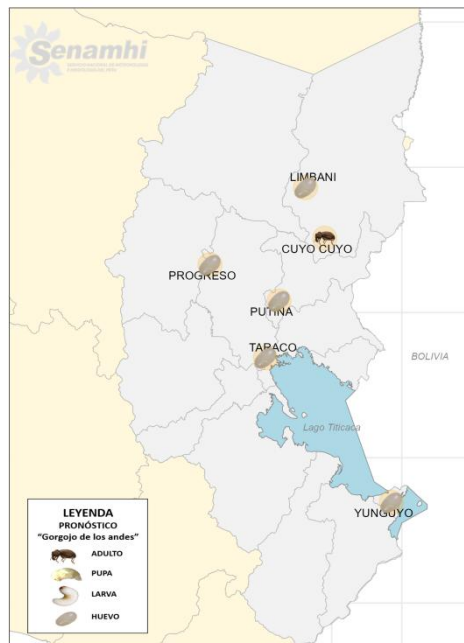 Senamhi
LIMBANI
CUYO CUYO
PROGRESO
PUTINA
TARACO
BOLIVIA
Lago Titicaca
YUNGUYO
LEYENDA
PRONÓSTICO
"Gorgojo de los andes"
ADULTO
PUPA
LARVA
HUEVO